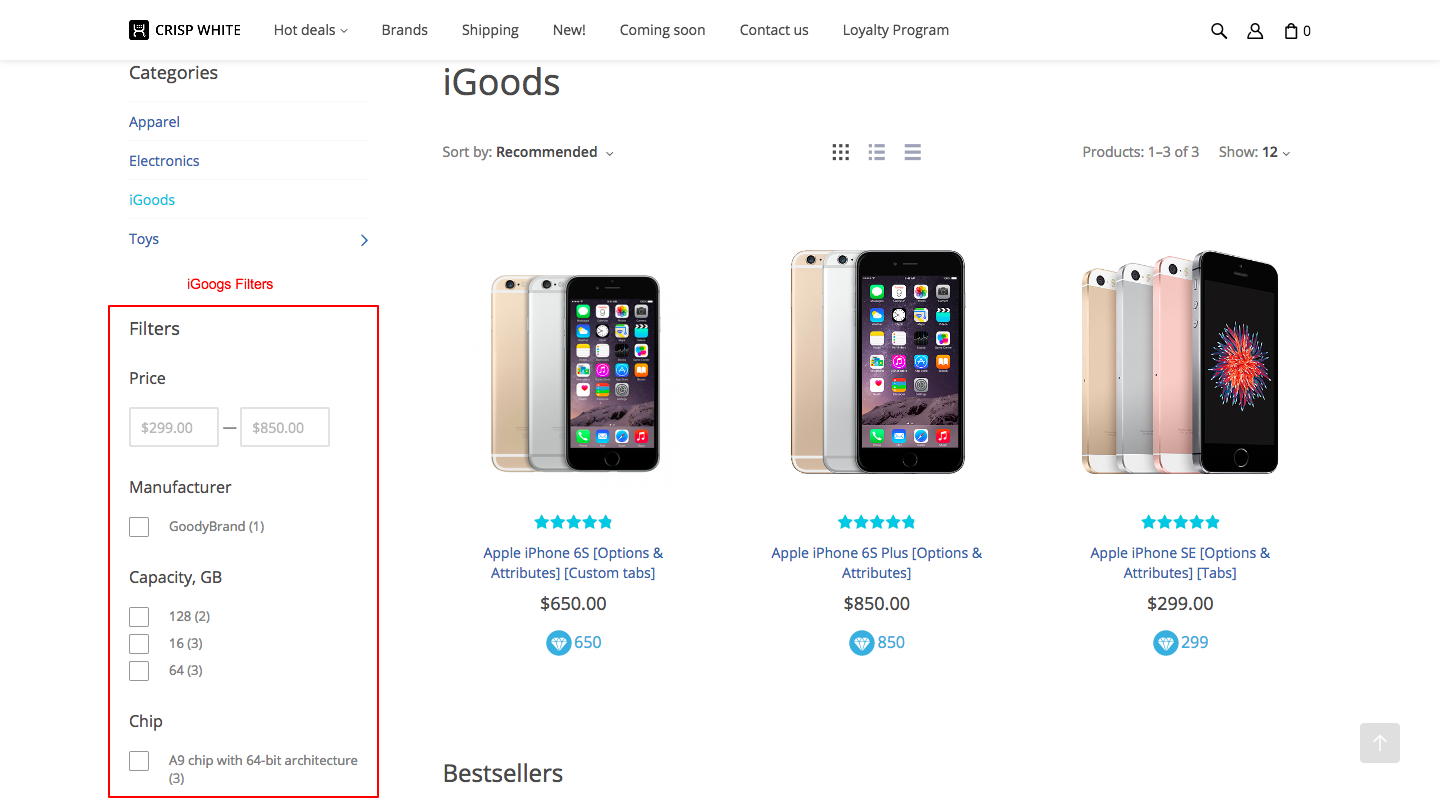 CRISP WHITE
Hot deals
Brands
Shipping
New!
Coming soon
Contact us
Loyalty Program
0
Categories
Apparel
Electronics
iGoods
Toys
iGoogs Filters
Filters
Price
$299.00 — $850.00
Manufacturer
GoodyBrand (1)
Capacity, GB
128 (2)
16 (3)
64 (3)
Chip
A9 chip with 64-bit architecture
(3)
iGoods
Sort by: Recommended
Products: 1–3 of 3
Show: 12
Apple iPhone 6S [Options &
Attributes] [Custom tabs]
$650.00
650
Apple iPhone 6S Plus [Options &
Attributes]
$850.00
850
Apple iPhone SE [Options &
Attributes] [Tabs]
$299.00
299
Bestsellers